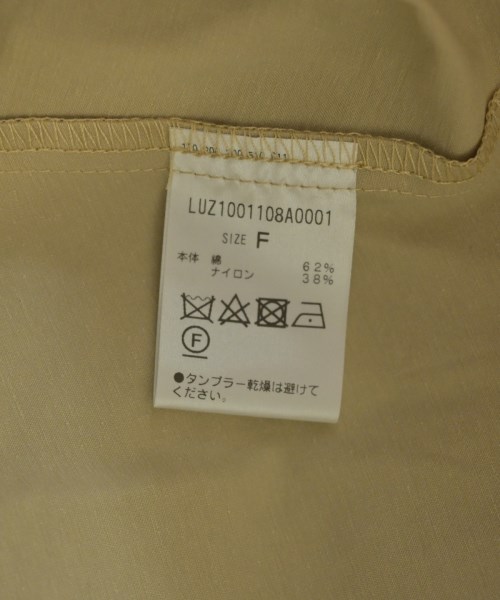 LUZ1001108A0001
SIZE F
本体 綿 62%
ナイロン 38%
F
●タンブラー乾燥は避けて
ください。